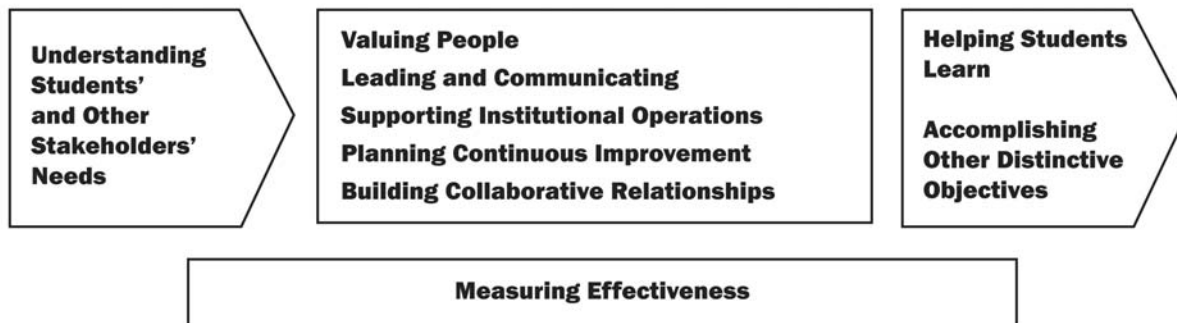 Understanding
Students’
and Other
Stakeholders’
Needs
Valuing People
Leading and Communicating
Supporting Institutional Operations
Planning Continuous Improvement
Building Collaborative Relationships
Helping Students
Learn
Accomplishing
Other Distinctive
Objectives
Measuring Effectiveness